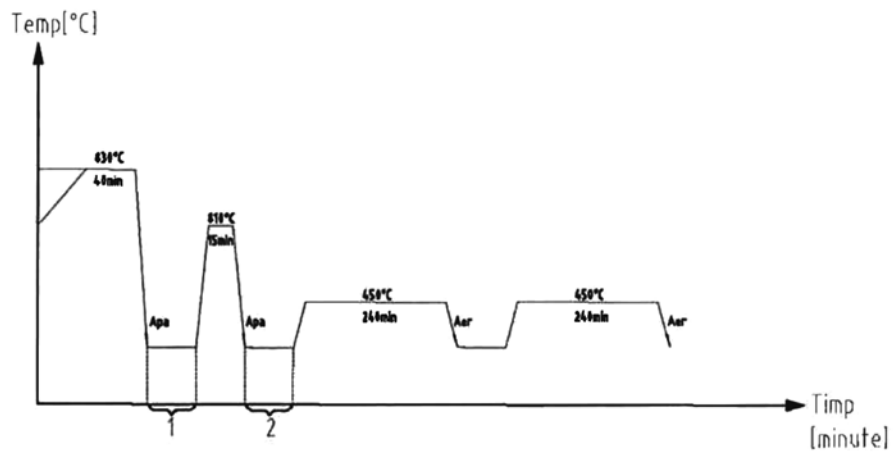 Temp[°C]
830°C
40min
810°C
15min
Apa
Apa
450°C
240min
Aer
450°C
240min
Aer
1
2
Timp
[minute]